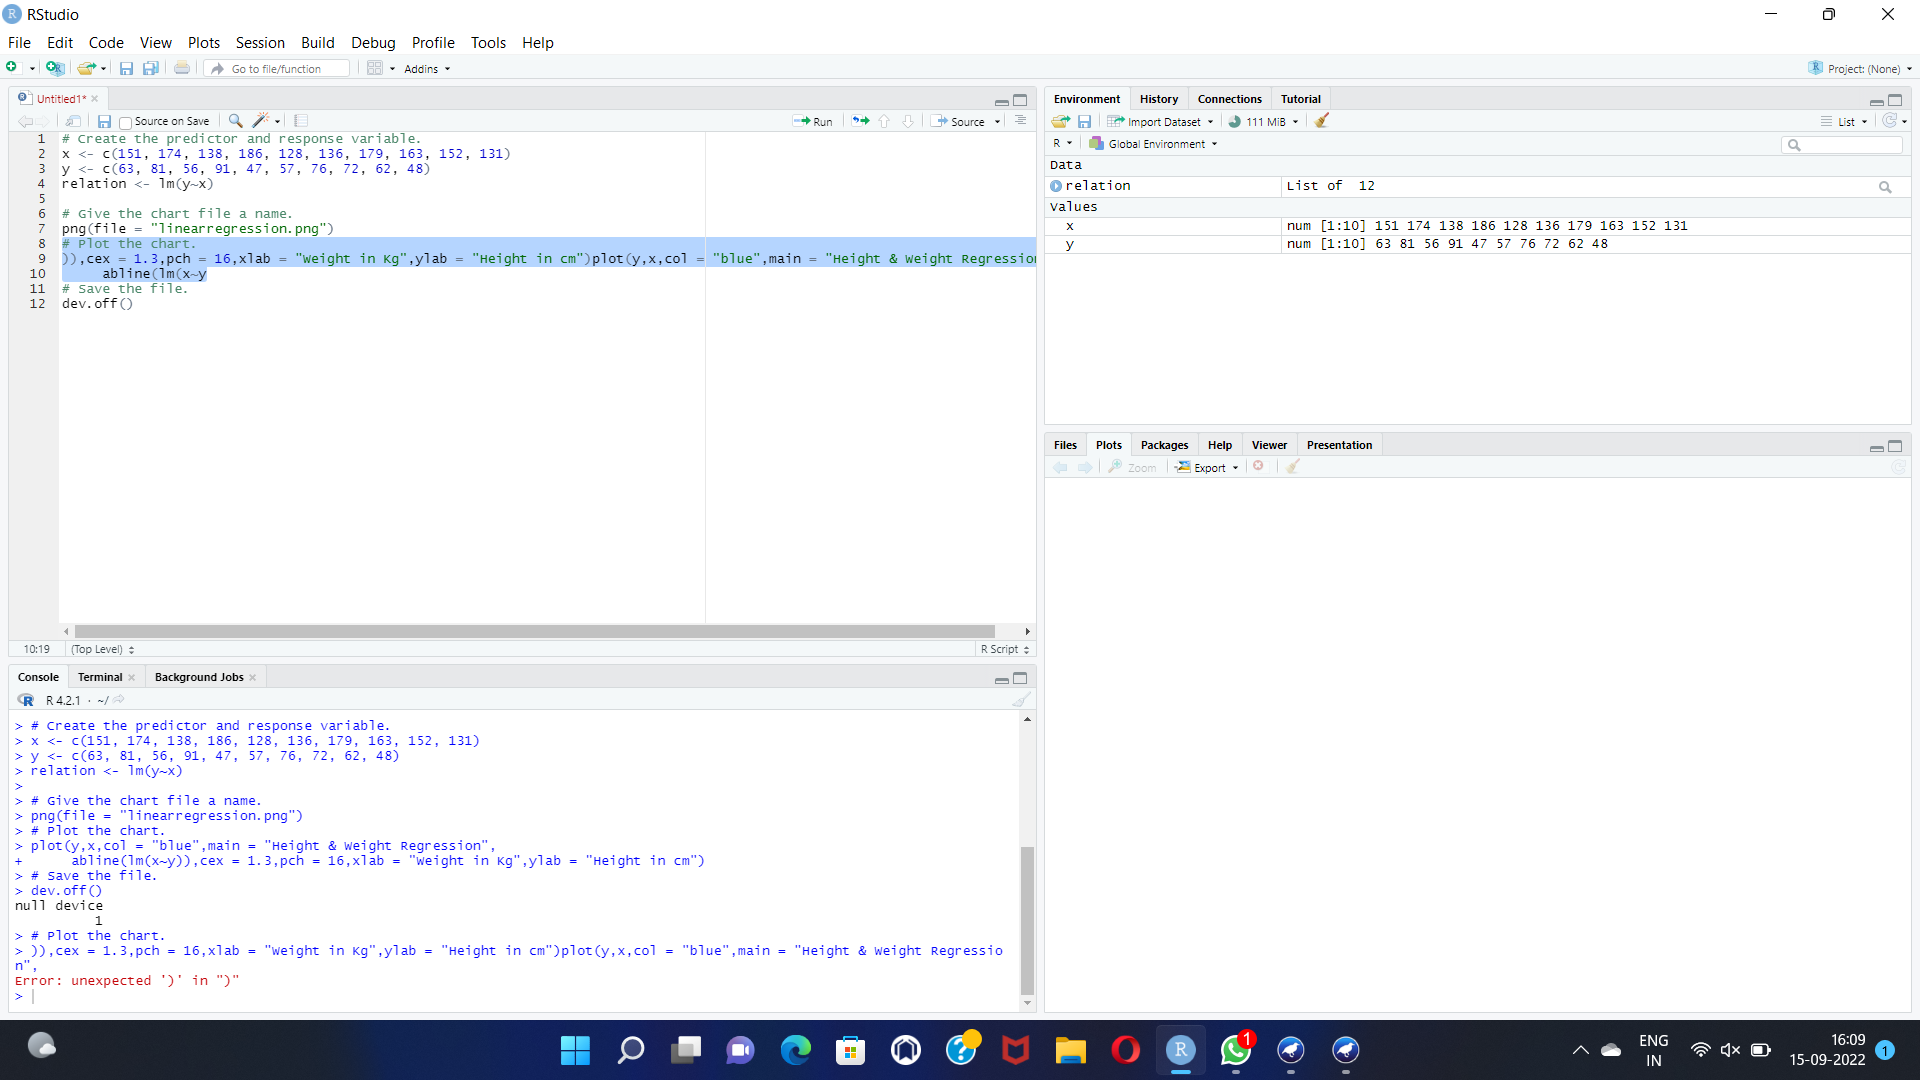 RStudio
File Edit Code View Plots Session Build Debug Profile Tools Help
Go to file/function Addins Project: (None)
Untitled1*
Source on Save Run Source
1 # Create the predictor and response variable.
2 x <- c(151, 174, 138, 186, 128, 136, 179, 163, 152, 131)
3 y <- c(63, 81, 56, 91, 47, 57, 76, 72, 62, 48)
4 relation <- lm(y~x)
5
6 # Give the chart file a name.
7 png(file = "linearregression.png")
8 # Plot the chart.
9 )),cex = 1.3,pch = 16,xlab = "Weight in Kg",ylab = "Height in cm")plot(y,x,col = "blue",main = "Height & Weight Regressio
10 abline(lm(x~y
11 # Save the file.
12 dev.off()
10:19 (Top Level) R Script
Console Terminal Background Jobs
R 4.2.1 · ~/
> # Create the predictor and response variable.
> x <- c(151, 174, 138, 186, 128, 136, 179, 163, 152, 131)
> y <- c(63, 81, 56, 91, 47, 57, 76, 72, 62, 48)
> relation <- lm(y~x)
>
> # Give the chart file a name.
> png(file = "linearregression.png")
> # Plot the chart.
> plot(y,x,col = "blue",main = "Height & Weight Regression",
+ abline(lm(x~y)),cex = 1.3,pch = 16,xlab = "Weight in Kg",ylab = "Height in cm")
> # Save the file.
> dev.off()
null device
1
> # Plot the chart.
> )),cex = 1.3,pch = 16,xlab = "Weight in Kg",ylab = "Height in cm")plot(y,x,col = "blue",main = "Height & Weight Regressio
n",
Error: unexpected ')' in ")"
>
Environment History Connections Tutorial
Import Dataset 111 MiB List
R Global Environment
Data
relation List of 12
Values
x num [1:10] 151 174 138 186 128 136 179 163 152 131
y num [1:10] 63 81 56 91 47 57 76 72 62 48
Files Plots Packages Help Viewer Presentation
Zoom Export
1
ENG
IN
16:09
15-09-2022
1